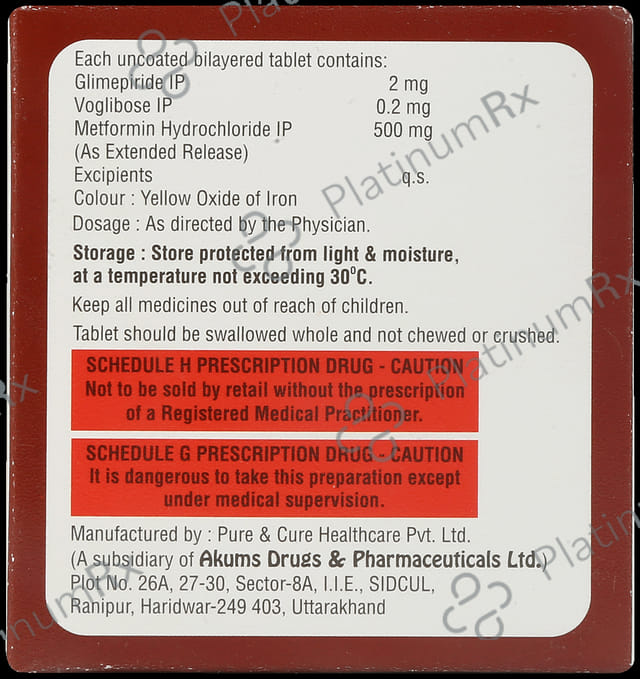 Each uncoated bilayered tablet contains:
Glimepiride IP 2 mg
Voglibose IP 0.2 mg
Metformin Hydrochloride IP 500 mg
(As Extended Release)
Excipients q.s.
Colour : Yellow Oxide of Iron
Dosage : As directed by the Physician.
Storage : Store protected from light & moisture,
at a temperature not exceeding 30⁰C.
Keep all medicines out of reach of children.
Tablet should be swallowed whole and not chewed or crushed.
SCHEDULE H PRESCRIPTION DRUG - CAUTION
Not to be sold by retail without the prescription
of a Registered Medical Practitioner.
SCHEDULE G PRESCRIPTION DRUG - CAUTION
It is dangerous to take this preparation except
under medical supervision.
Manufactured by : Pure & Cure Healthcare Pvt. Ltd.
(A subsidiary of Akums Drugs & Pharmaceuticals Ltd.)
Plot No. 26A, 27-30, Sector-8A, I.I.E., SIDCUL,
Ranipur, Haridwar-249 403, Uttarakhand
PlatinumRx
PlatinumRx